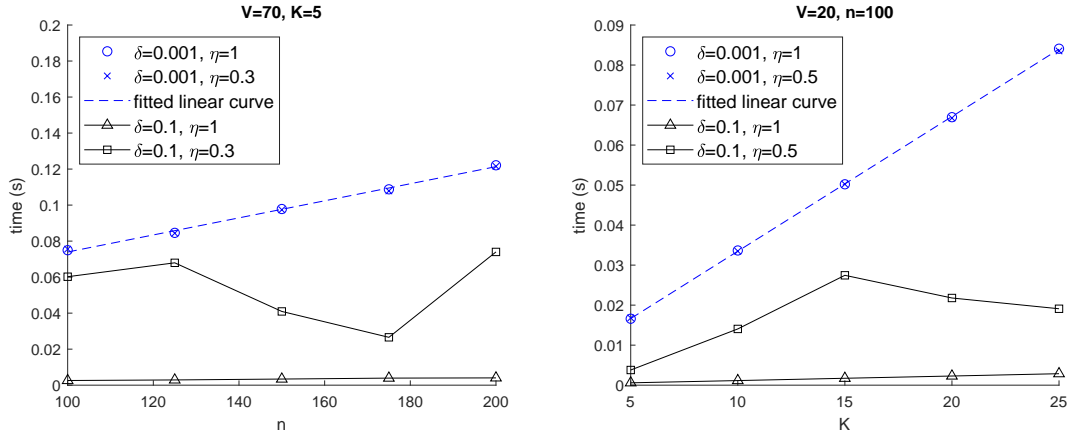 V=70, K=5
0.2
0.18
0.16
0.14
0.12
0.1
0.08
0.06
0.04
0.02
0
time (s)
δ=0.001, η=1
δ=0.001, η=0.3
fitted linear curve
δ=0.1, η=1
δ=0.1, η=0.3
100 120 140 160 180 200
n
V=20, n=100
0.09
0.08
0.07
0.06
0.05
0.04
0.03
0.02
0.01
0
time (s)
δ=0.001, η=1
δ=0.001, η=0.5
fitted linear curve
δ=0.1, η=1
δ=0.1, η=0.5
5 10 15 20 25
K